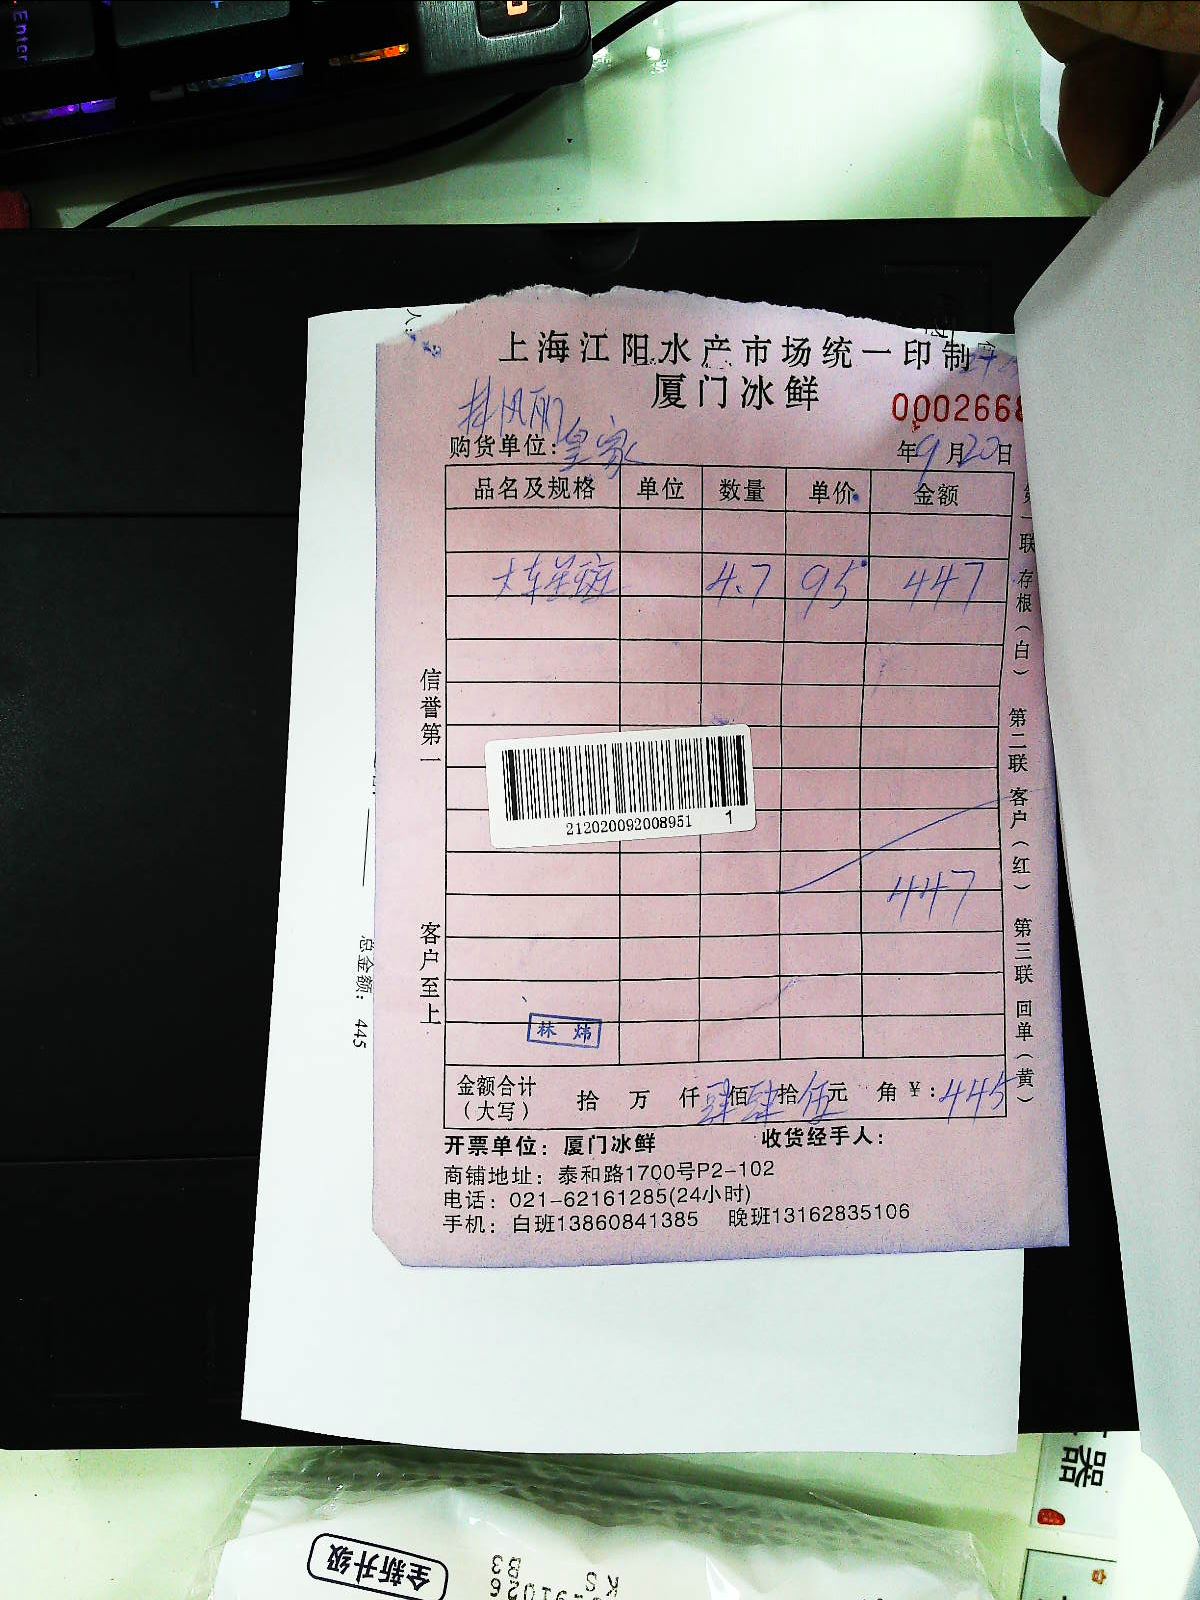 Enter
上海江阳水产市场统一印制
厦门冰鲜
0002668
购货单位: 皇家
年9月20日
品名及规格 单位 数量 单价 金额
4.7 95 447
447
信誉第一
客户至上
第一联 存根（白） 第二联 客户（红） 第三联 回单（黄）
212020092008951 1
林 炜
金额合计（大写） 拾 万 仟 肆佰肆拾伍元 角 ¥: 445
开票单位: 厦门冰鲜 收货经手人:
商铺地址: 泰和路1700号P2-102
电话: 021-62161285(24小时)
手机: 白班13860841385 晚班13162835106
总金额: 445
器
全新升级
B3